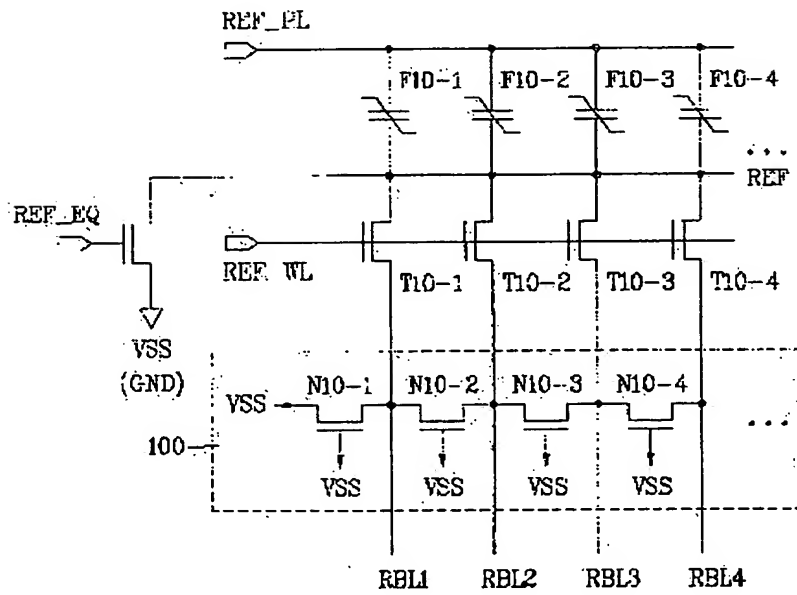 REF_PL
F10-1 F10-2 F10-3 F10-4
...
REF
REF_EQ
REF_WL
T10-1 T10-2 T10-3 T10-4
VSS
(GND)
N10-1 N10-2 N10-3 N10-4
VSS
...
100
VSS VSS VSS VSS
RBL1 RBL2 RBL3 RBL4